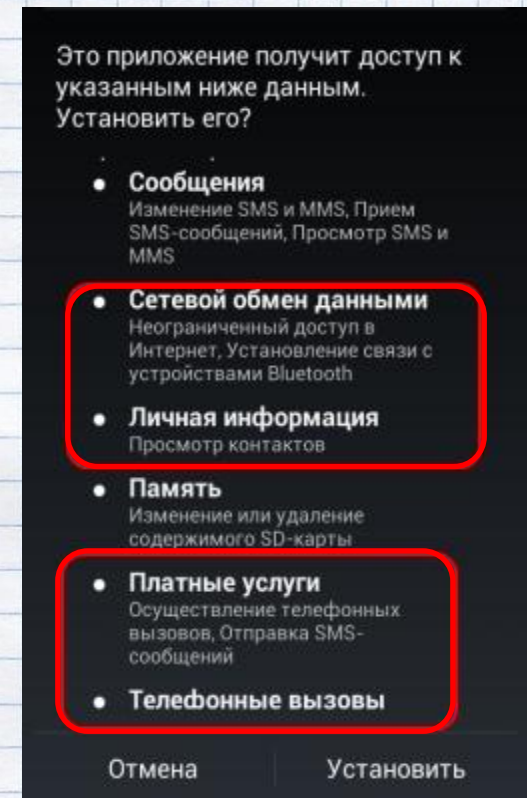 Это приложение получит доступ к
указанным ниже данным.
Установить его?
• Сообщения
Изменение SMS и MMS, Прием
SMS-сообщений, Просмотр SMS и
MMS
• Сетевой обмен данными
Неограниченный доступ в
Интернет, Установление связи с
устройствами Bluetooth
• Личная информация
Просмотр контактов
• Память
Изменение или удаление
содержимого SD-карты
• Платные услуги
Осуществление телефонных
вызовов, Отправка SMS-
сообщений
• Телефонные вызовы
Отмена
Установить